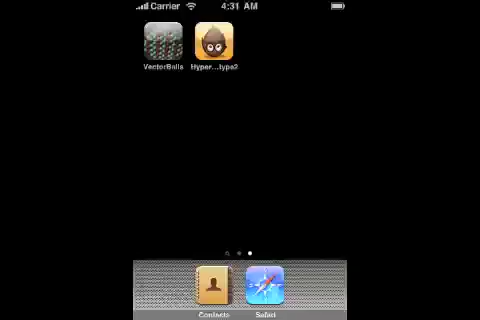 Carrier 4:31 AM
VectorBalls Hyper...type2
Contacts Safari